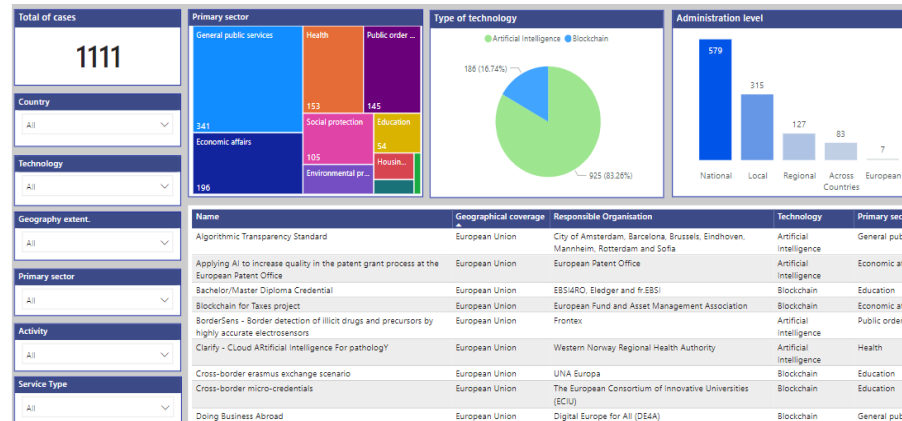 Total of cases
1111
Country
All
Technology
All
Geography extent.
All
Primary sector
All
Activity
All
Service Type
All
Primary sector
General public services
341
Economic affairs
196
Health
153
Public order ...
145
Social protection
105
Education
54
Environmental pr...
Housin...
Type of technology
Artificial Intelligence Blockchain
186 (16.74%)
925 (83.26%)
Administration level
579
315
127
83
7
National Local Regional Across Countries European
Name Geographical coverage Responsible Organisation Technology Primary sec
Algorithmic Transparency Standard European Union City of Amsterdam, Barcelona, Brussels, Eindhoven, Artificial General pub
Mannheim, Rotterdam and Sofia Intelligence
Applying AI to increase quality in the patent grant process at the European Union European Patent Office Artificial Economic af
European Patent Office Intelligence
Bachelor/Master Diploma Credential European Union EBSI4RO, Eledger and fr.EBSI Blockchain Education
Blockchain for Taxes project European Union European Fund and Asset Management Association Blockchain Economic af
BorderSens - Border detection of illicit drugs and precursors by European Union Frontex Artificial Public order
highly accurate electrosensors Intelligence
Clarify - CLoud ARtificial Intelligence For pathologY European Union Western Norway Regional Health Authority Artificial Health
Intelligence
Cross-border erasmus exchange scenario European Union UNA Europa Blockchain Education
Cross-border micro-credentials European Union The European Consortium of Innovative Universities Blockchain Education
(ECIU)
Doing Business Abroad European Union Digital Europe for All (DE4A) Blockchain General pub